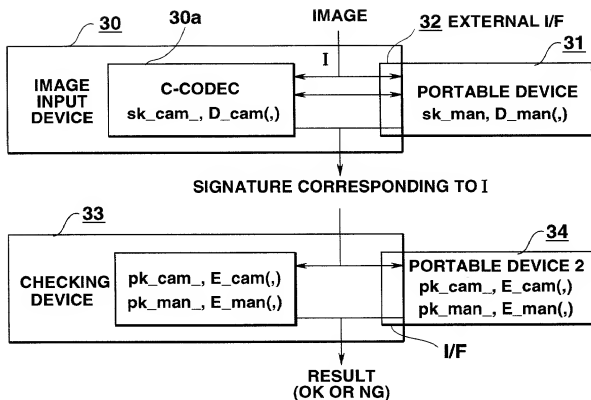 30
30a
IMAGE
32 EXTERNAL I/F
31
I
IMAGE
INPUT
DEVICE
C-CODEC
sk_cam_, D_cam(,)
PORTABLE DEVICE
sk_man, D_man(,)
SIGNATURE CORRESPONDING TO I
33
34
CHECKING
DEVICE
pk_cam_, E_cam(,)
pk_man_, E_man(,)
PORTABLE DEVICE 2
pk_cam_, E_cam(,)
pk_man_, E_man(,)
I/F
RESULT
(OK OR NG)